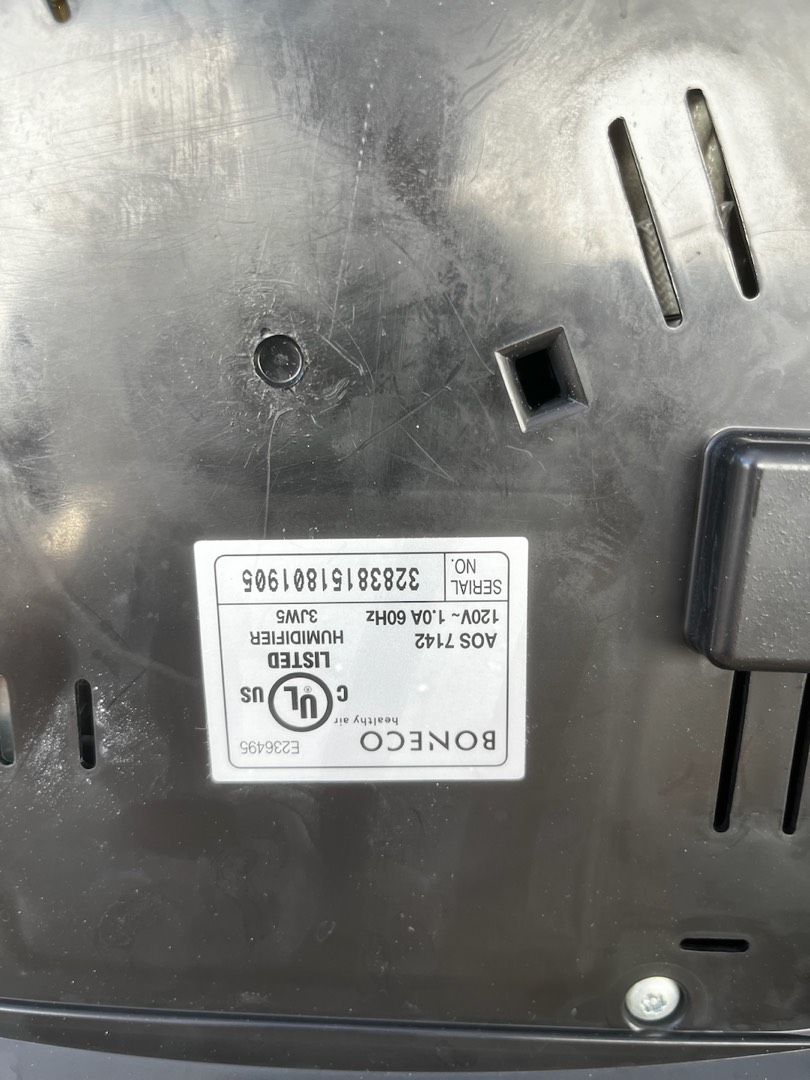 BONECO
healthy air
E236495
C UL® US
LISTED
AOS 7142
HUMIDIFIER
120V~ 1.0A 60Hz
3JW5
SERIAL NO.
32838151801905